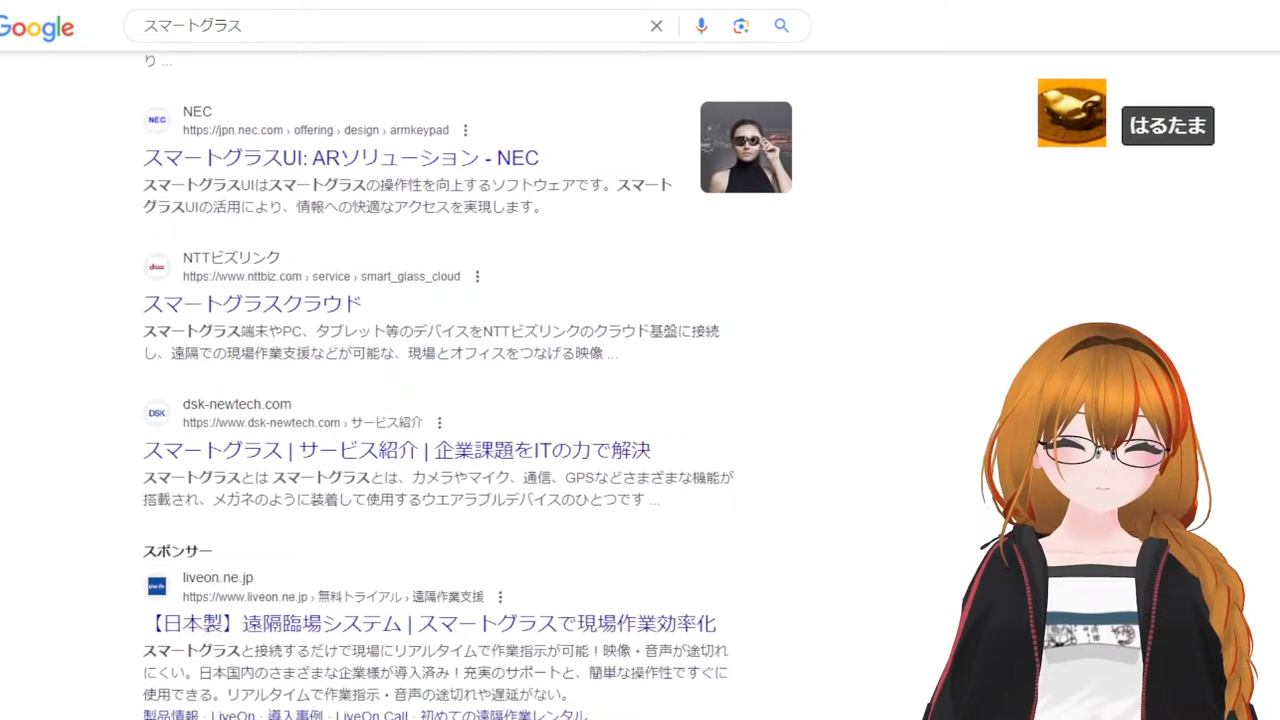 Google
スマートグラス
り ...
NEC
NEC
https://jpn.nec.com › offering › design › armkeypad
スマートグラスUI: ARソリューション - NEC
スマートグラスUIはスマートグラスの操作性を向上するソフトウェアです。スマート
グラスUIの活用により、情報への快適なアクセスを実現します。
はるたま
NTTビズリンク
https://www.nttbiz.com › service › smart_glass_cloud
スマートグラスクラウド
スマートグラス端末やPC、タブレット等のデバイスをNTTビズリンクのクラウド基盤に接続
し、遠隔での現場作業支援などが可能な、現場とオフィスをつなげる映像 ...
DSK
dsk-newtech.com
https://www.dsk-newtech.com › サービス紹介
スマートグラス | サービス紹介 | 企業課題をITの力で解決
スマートグラスとは スマートグラスとは、カメラやマイク、通信、GPSなどさまざまな機能が
搭載され、メガネのように装着して使用するウエアラブルデバイスのひとつです ...
スポンサー
liveon.ne.jp
https://www.liveon.ne.jp › 無料トライアル › 遠隔作業支援
【日本製】遠隔臨場システム | スマートグラスで現場作業効率化
スマートグラスと接続するだけで現場にリアルタイムで作業指示が可能！映像・音声が途切れ
にくい。日本国内のさまざまな企業様が導入済み！充実のサポートと、簡単な操作性ですぐに
使用できる。リアルタイムで作業指示・音声の途切れや遅延がない。
製品情報 · LiveOn · 導入事例 · LiveOn Call · 初めての遠隔作業レンタル